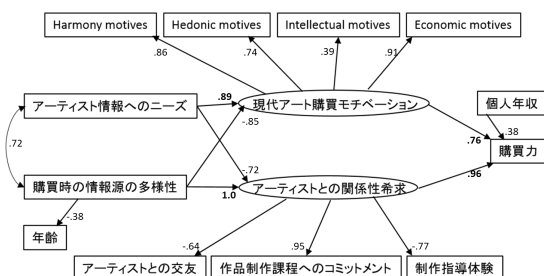 Harmony motives
Hedonic motives
Intellectual motives
Economic motives
.86
.74
.39
.91
アーティスト情報へのニーズ
.89
現代アート購買モチベーション
個人年収
-.85
.38
.72
-.72
.76
購買力
.96
購買時の情報源の多様性
1.0
アーティストとの関係性希求
-.38
年齢
-.64
.95
-.77
アーティストとの交友
作品制作課程へのコミットメント
制作指導体験